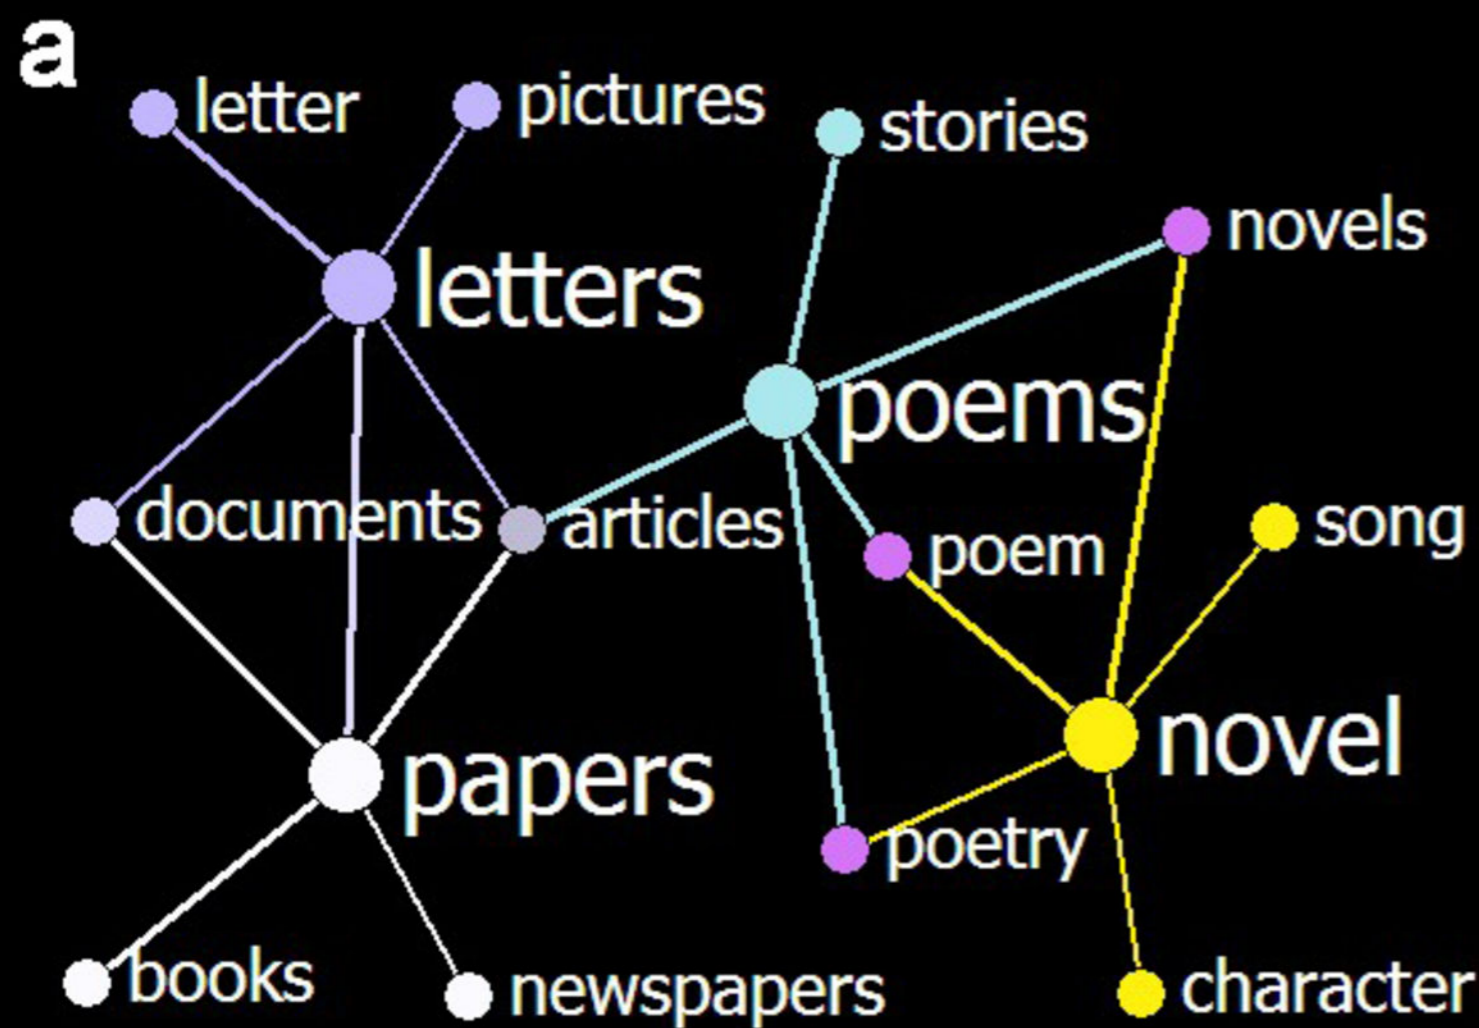 a
letter
pictures
stories
novels
letters
poems
documents
articles
poem
song
papers
novel
poetry
books
newspapers
character